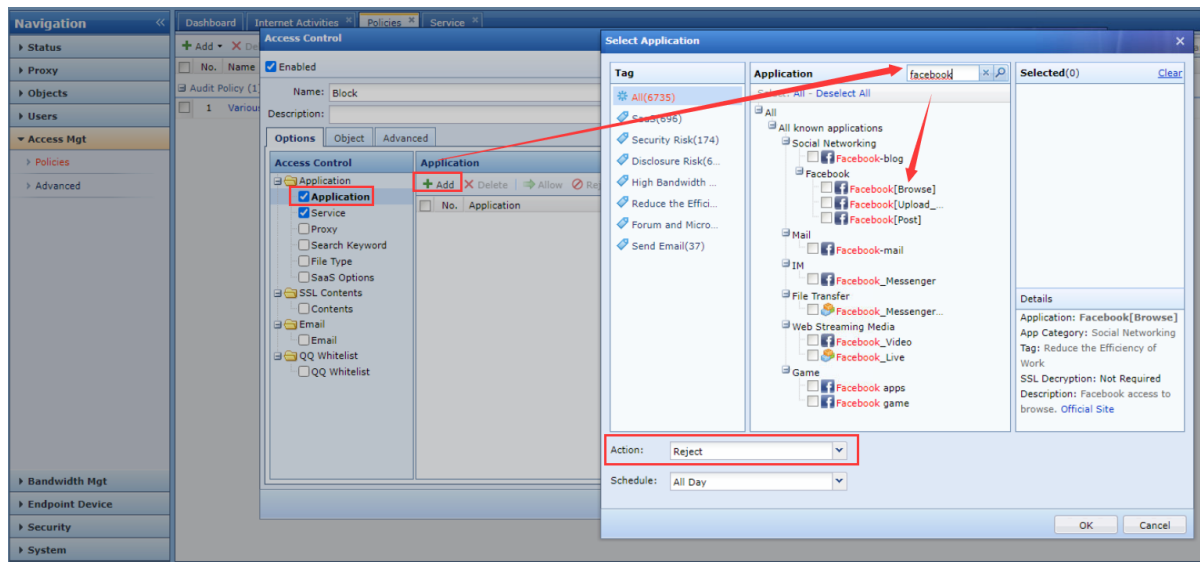 Navigation
Status
Proxy
Objects
Users
Access Mgt
Policies
Advanced
Bandwidth Mgt
Endpoint Device
Security
System
Dashboard Internet Activities Policies Service
Add De
No. Name
Audit Policy (1
1 Variou
Access Control
Enabled
Name: Block
Description:
Options Object Advanced
Access Control
Application
Application
Service
Proxy
Search Keyword
File Type
SaaS Options
SSL Contents
Contents
Email
Email
QQ Whitelist
QQ Whitelist
Application
Add Delete Allow Rej
No. Application
Select Application
Tag
All(6735)
SaaS(696)
Security Risk(174)
Disclosure Risk(6...
High Bandwidth ...
Reduce the Effici...
Forum and Micro...
Send Email(37)
Application facebook
Select: All - Deselect All
All
All known applications
Social Networking
Facebook-blog
Facebook
Facebook[Browse]
Facebook[Upload_...
Facebook[Post]
Mail
Facebook-mail
IM
Facebook_Messenger
File Transfer
Facebook_Messenger...
Web Streaming Media
Facebook_Video
Facebook_Live
Game
Facebook apps
Facebook game
Selected(0) Clear
Details
Application: Facebook[Browse]
App Category: Social Networking
Tag: Reduce the Efficiency of
Work
SSL Decryption: Not Required
Description: Facebook access to
browse. Official Site
Action: Reject
Schedule: All Day
OK Cancel